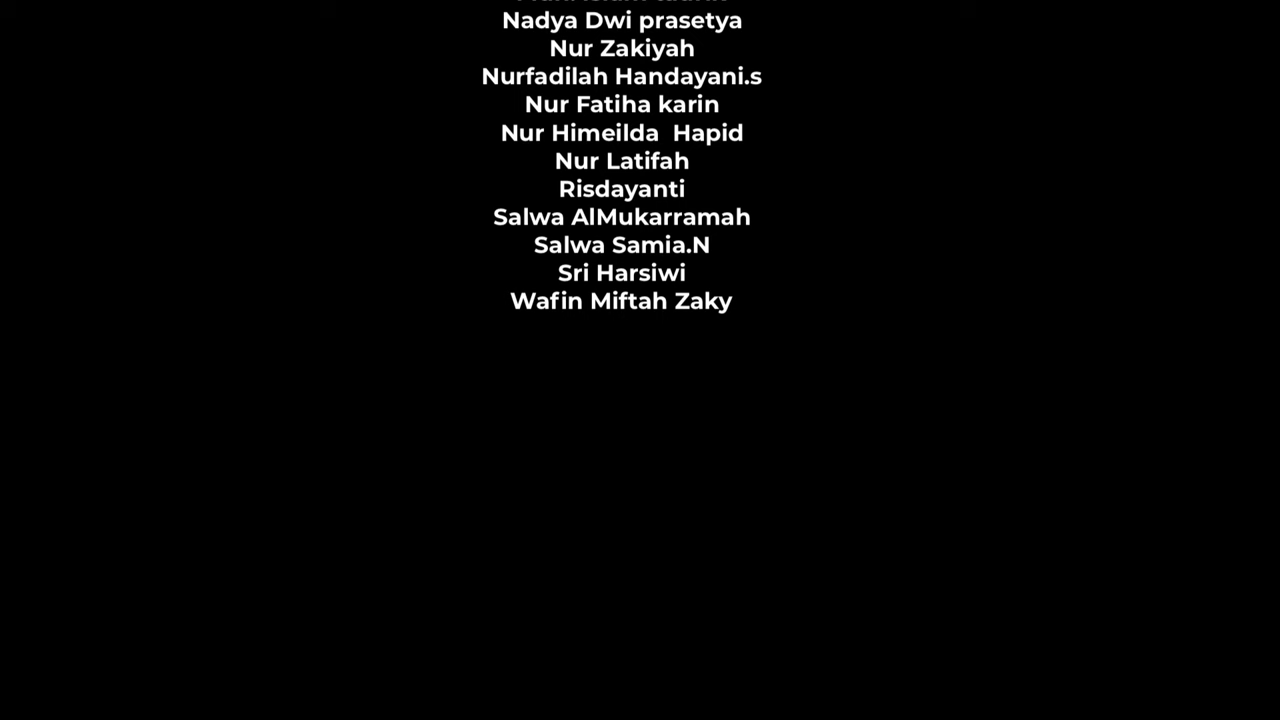 Nadya Dwi prasetya
Nur Zakiyah
Nurfadilah Handayani.s
Nur Fatiha karin
Nur Himeilda  Hapid
Nur Latifah
Risdayanti
Salwa AlMukarramah
Salwa Samia.N
Sri Harsiwi
Wafin Miftah Zaky